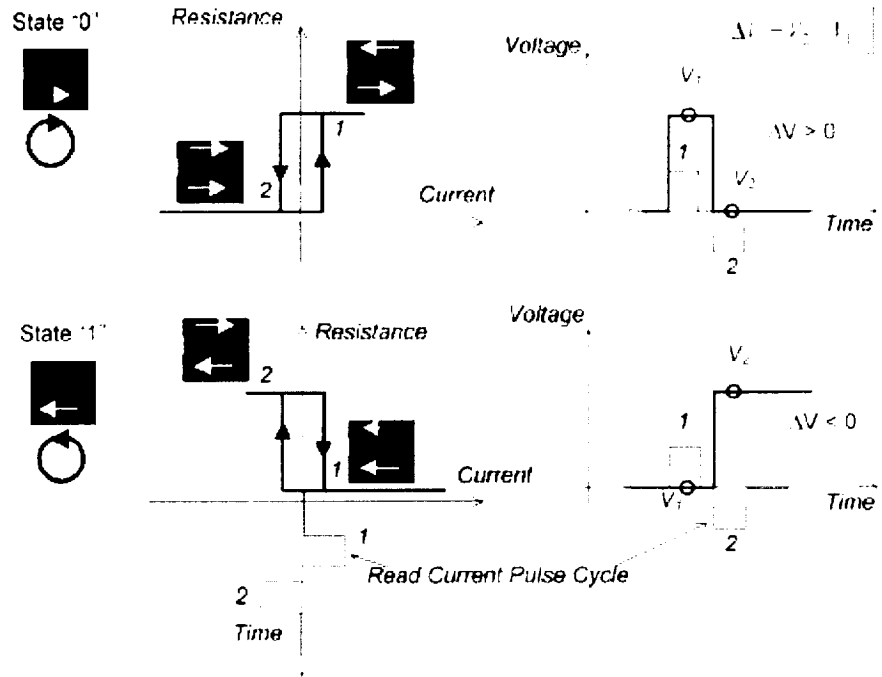 State "0"
Resistance
1
2
Current
Voltage
V1
ΔV > 0
1
V2
Time
2
State "1"
Resistance
2
1
Current
1
Read Current Pulse Cycle
2
Time
Voltage
V2
1
ΔV < 0
V1
Time
2